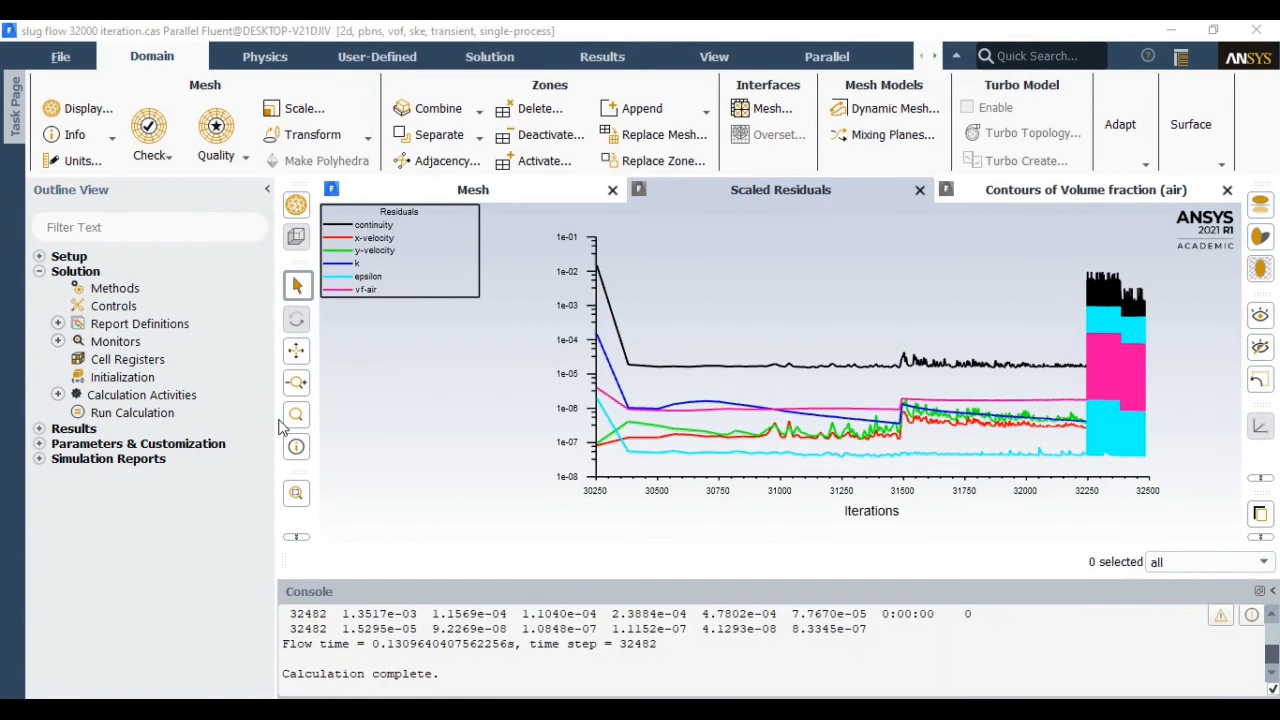 slug flow 32000 iteration.cas Parallel Fluent@DESKTOP-V21DJIV [2d, pbns, vof, ske, transient, single-process]
File Domain Physics User-Defined Solution Results View Parallel Quick Search... ANSYS
Task Page
Mesh Zones Interfaces Mesh Models Turbo Model
Display... Scale... Combine Delete... Append Mesh... Dynamic Mesh... Enable
Info Transform Separate Deactivate... Replace Mesh... Overset... Mixing Planes... Turbo Topology... Adapt Surface
Units... Check Quality Make Polyhedra Adjacency... Activate... Replace Zone... Turbo Create...
Outline View
Filter Text
Setup
Solution
Methods
Controls
Report Definitions
Monitors
Cell Registers
Initialization
Calculation Activities
Run Calculation
Results
Parameters & Customization
Simulation Reports
Mesh Scaled Residuals Contours of Volume fraction (air)
Residuals
continuity
x-velocity
y-velocity
k
epsilon
vf-air
ANSYS
2021 R1
ACADEMIC
1e-01
1e-02
1e-03
1e-04
1e-05
1e-06
1e-07
1e-08
30250 30500 30750 31000 31250 31500 31750 32000 32250 32500
Iterations
0 selected all
Console
32482 1.3517e-03 1.1569e-04 1.1040e-04 2.3884e-04 4.7802e-04 7.7670e-05 0:00:00 0
32482 1.5295e-05 9.2269e-08 1.0848e-07 1.1152e-07 4.1293e-08 8.3345e-07
Flow time = 0.1309640407562256s, time step = 32482
Calculation complete.